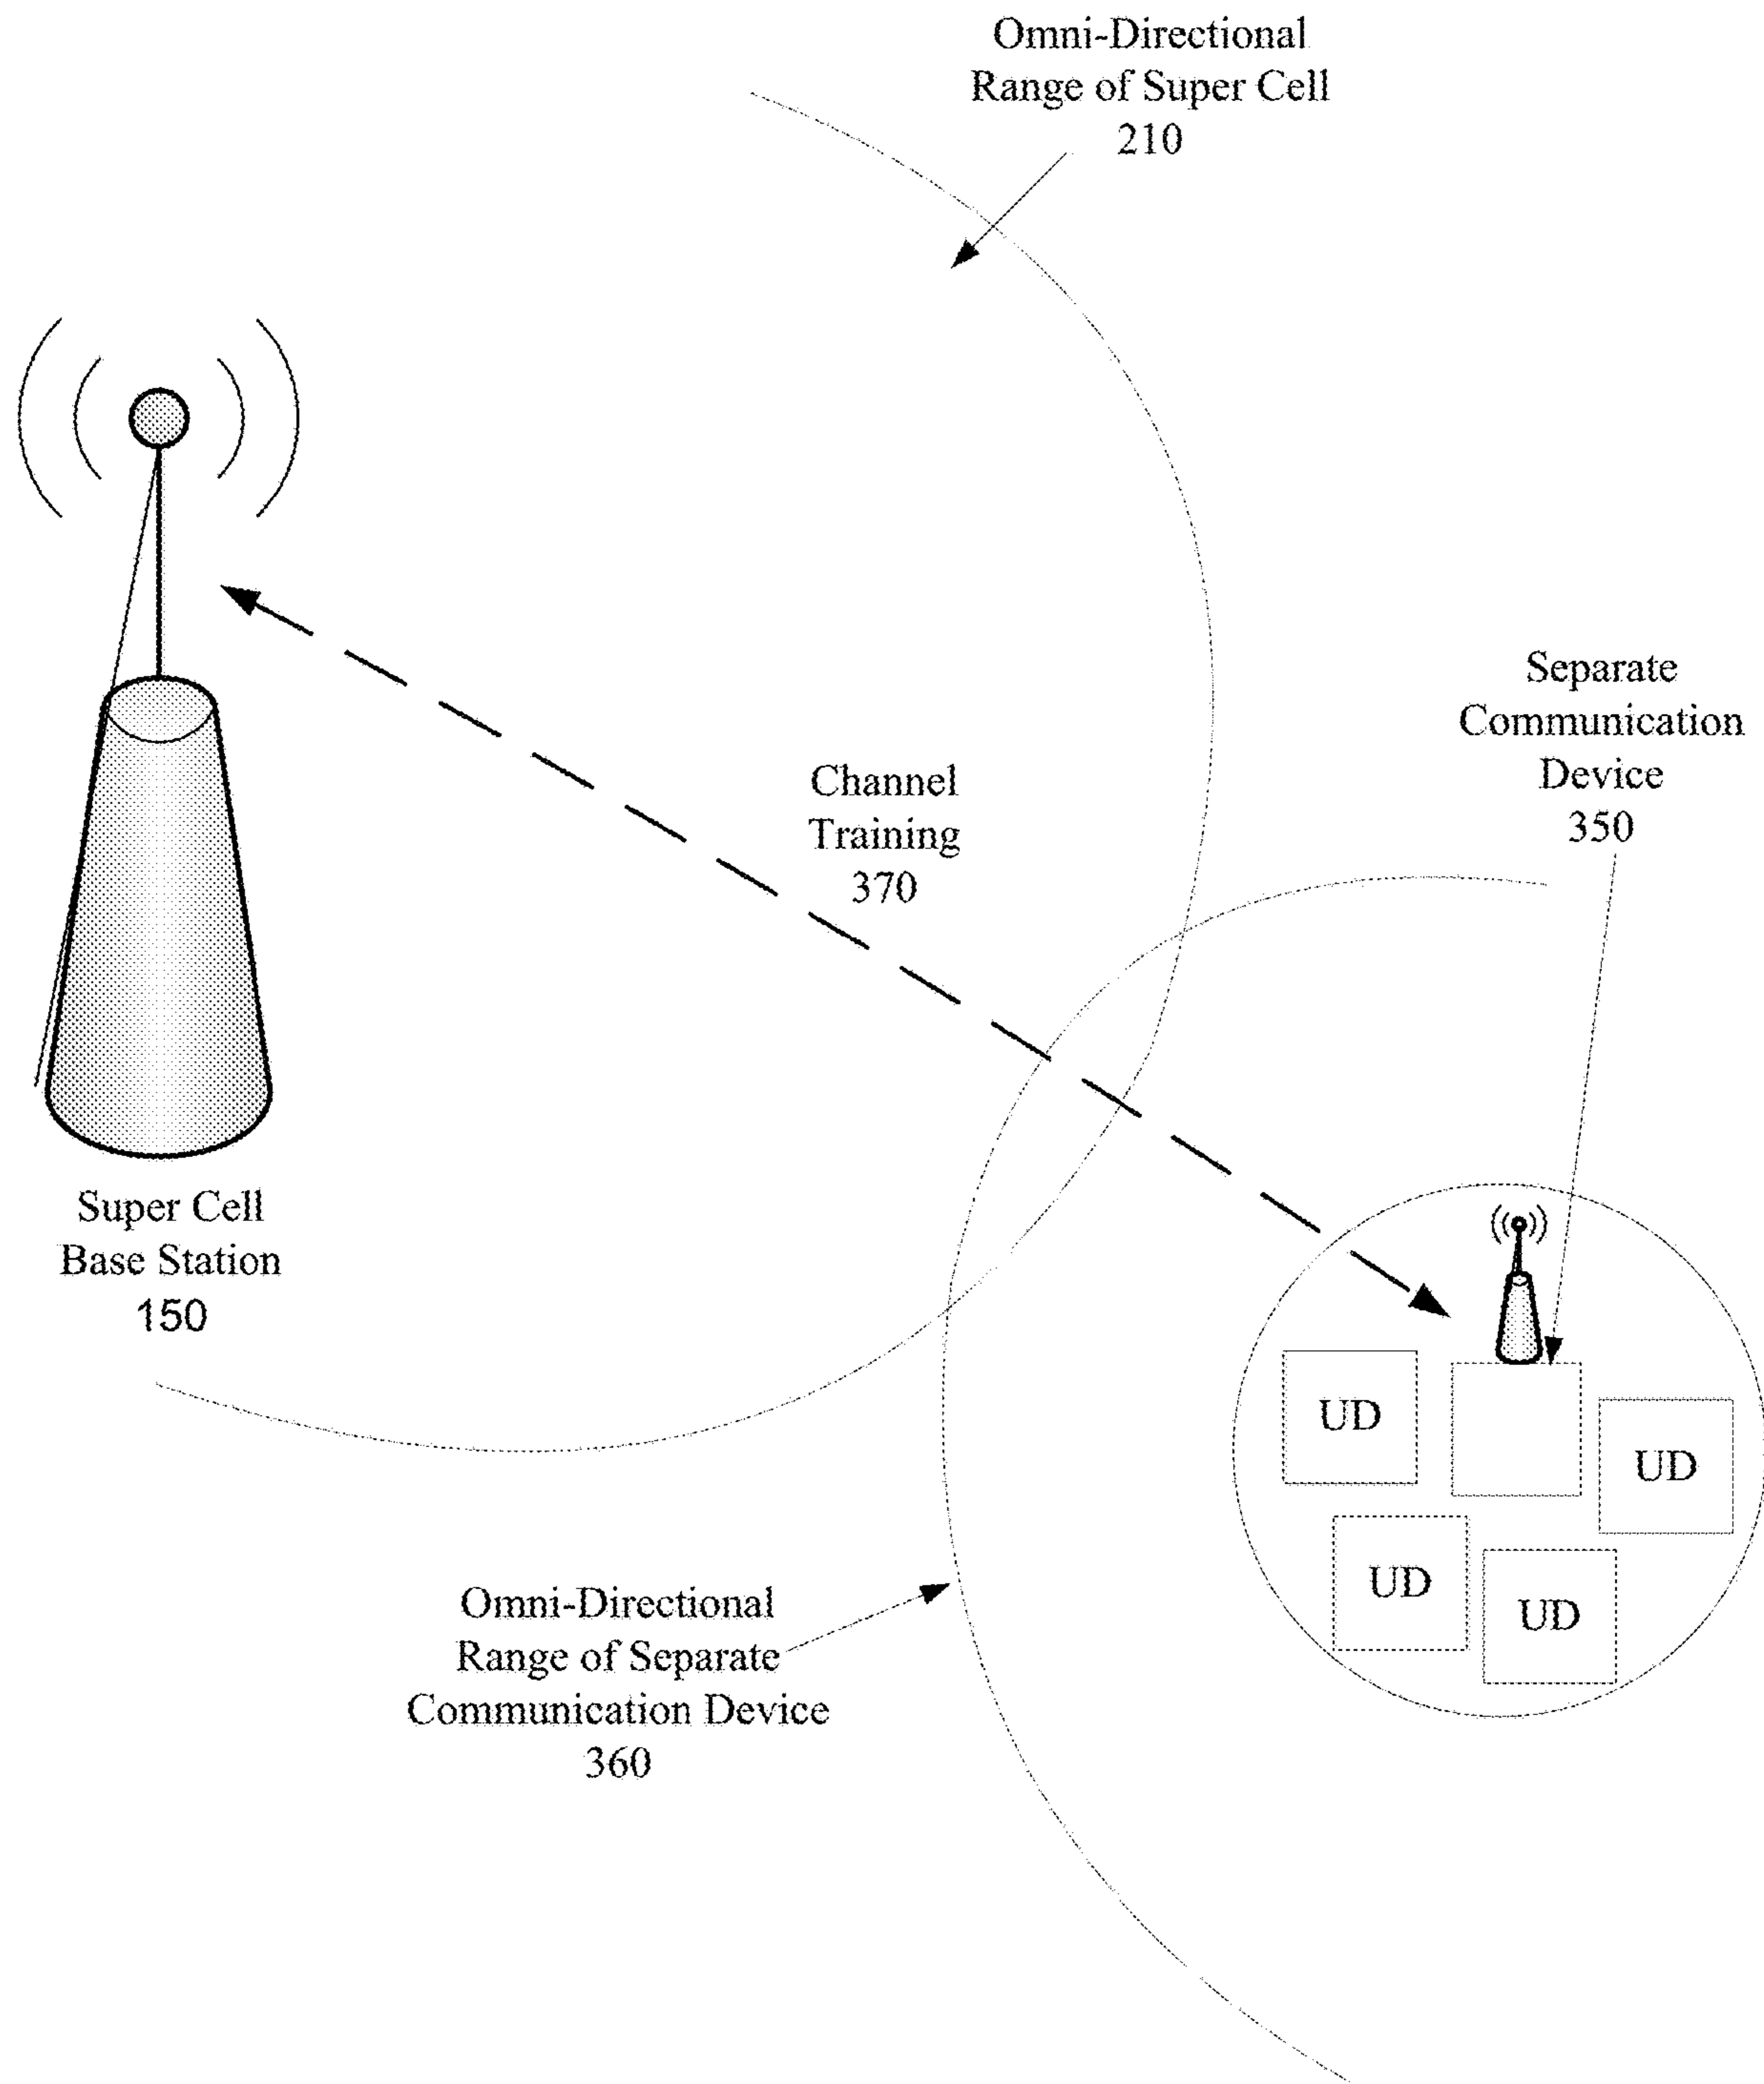 Omni-Directional
Range of Super Cell
210
Separate
Communication
Device
350
Channel
Training
370
Super Cell
Base Station
150
UD
UD
UD
UD
Omni-Directional
Range of Separate
Communication Device
360